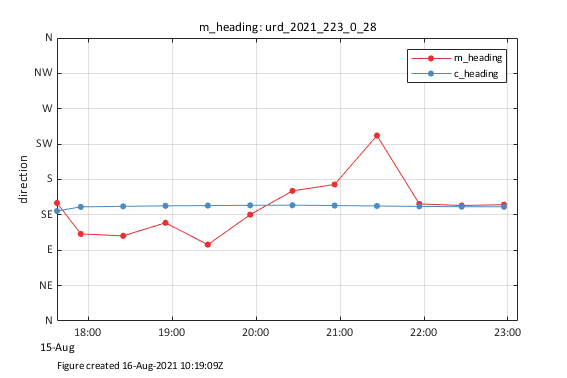 m_heading: urd_2021_223_0_28
N
NW
W
SW
S
SE
E
NE
N
direction
m_heading
c_heading
18:00 19:00 20:00 21:00 22:00 23:00
15-Aug
Figure created 16-Aug-2021 10:19:09Z